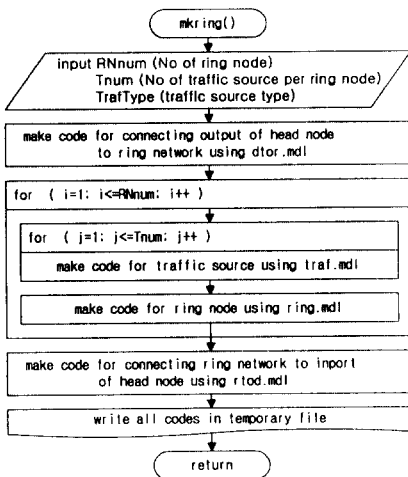 mkring()
input RNnum (No of ring node)
Tnum (No of traffic source per ring node)
TrafType (traffic source type)
make code for connecting output of head node
to ring network using dtor.mdl
for ( i=1; i<=RNnum; i++ )
for ( j=1; j<=Tnum; j++ )
make code for traffic source using traf.mdl
make code for ring node using ring.mdl
make code for connecting ring network to inport
of head node using rtod.mdl
write all codes in temporary file
return